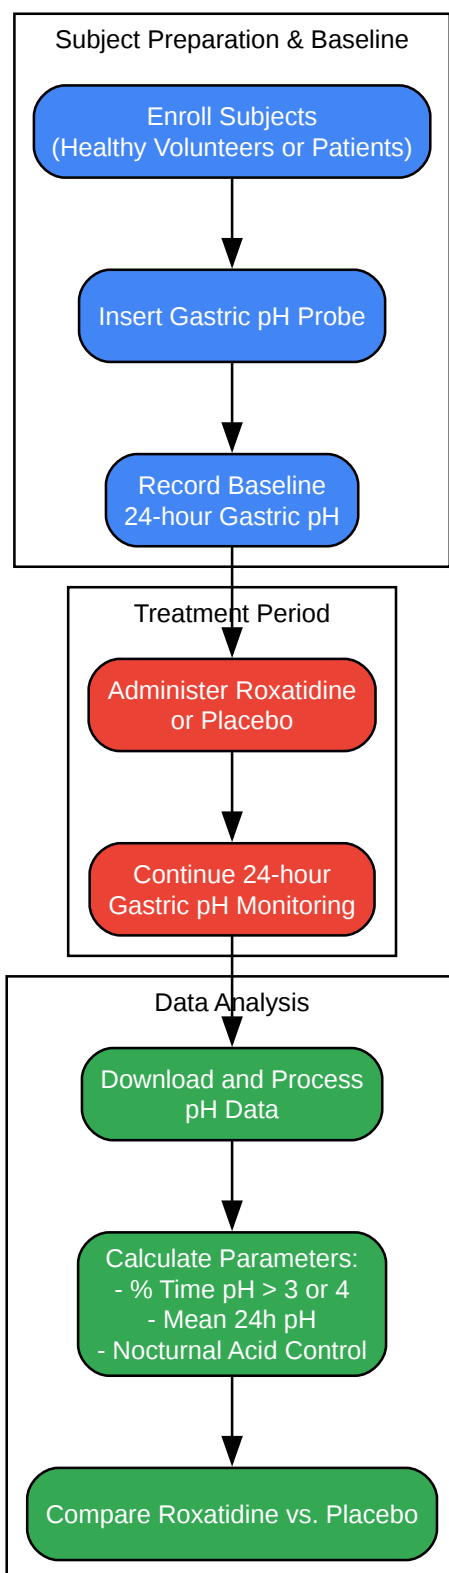 Subject Preparation & Baseline
Enroll Subjects
(Healthy Volunteers or Patients)
Insert Gastric pH Probe
Record Baseline
24-hour Gastric pH
Treatment Period
Administer Roxatidine
or Placebo
Continue 24-hour
Gastric pH Monitoring
Data Analysis
Download and Process
pH Data
Calculate Parameters:
- % Time pH > 3 or 4
- Mean 24h pH
- Nocturnal Acid Control
Compare Roxatidine vs. Placebo